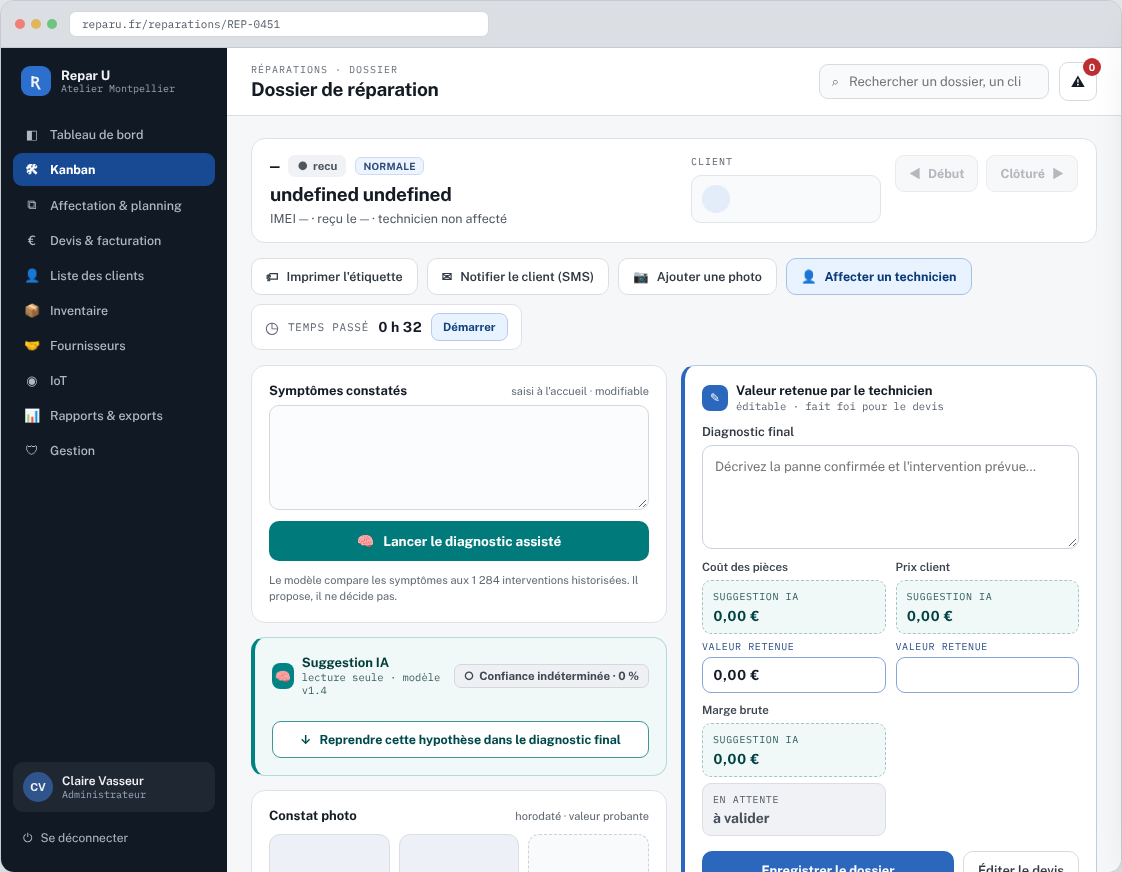 reparu.fr/reparations/REP-0451
R
Repar U
Atelier Montpellier
Tableau de bord
Kanban
Affectation & planning
€ Devis & facturation
Liste des clients
Inventaire
Fournisseurs
IoT
Rapports & exports
Gestion
CV
Claire Vasseur
Administrateur
Se déconnecter
RÉPARATIONS · DOSSIER
Dossier de réparation
Rechercher un dossier, un cli
0
— recu NORMALE
undefined undefined
IMEI — · reçu le — · technicien non affecté
CLIENT
◀ Début
Clôturé ▶
Imprimer l'étiquette
Notifier le client (SMS)
Ajouter une photo
Affecter un technicien
TEMPS PASSÉ 0 h 32 Démarrer
Symptômes constatés
saisi à l'accueil · modifiable
Lancer le diagnostic assisté
Le modèle compare les symptômes aux 1 284 interventions historisées. Il
propose, il ne décide pas.
Suggestion IA
lecture seule · modèle
v1.4
Confiance indéterminée · 0 %
↓ Reprendre cette hypothèse dans le diagnostic final
Constat photo
horodaté · valeur probante
Valeur retenue par le technicien
éditable · fait foi pour le devis
Diagnostic final
Décrivez la panne confirmée et l'intervention prévue…
Coût des pièces
SUGGESTION IA
0,00 €
VALEUR RETENUE
0,00 €
Prix client
SUGGESTION IA
0,00 €
VALEUR RETENUE
Marge brute
SUGGESTION IA
0,00 €
EN ATTENTE
à valider
Enregistrer le dossier
Éditer le devis